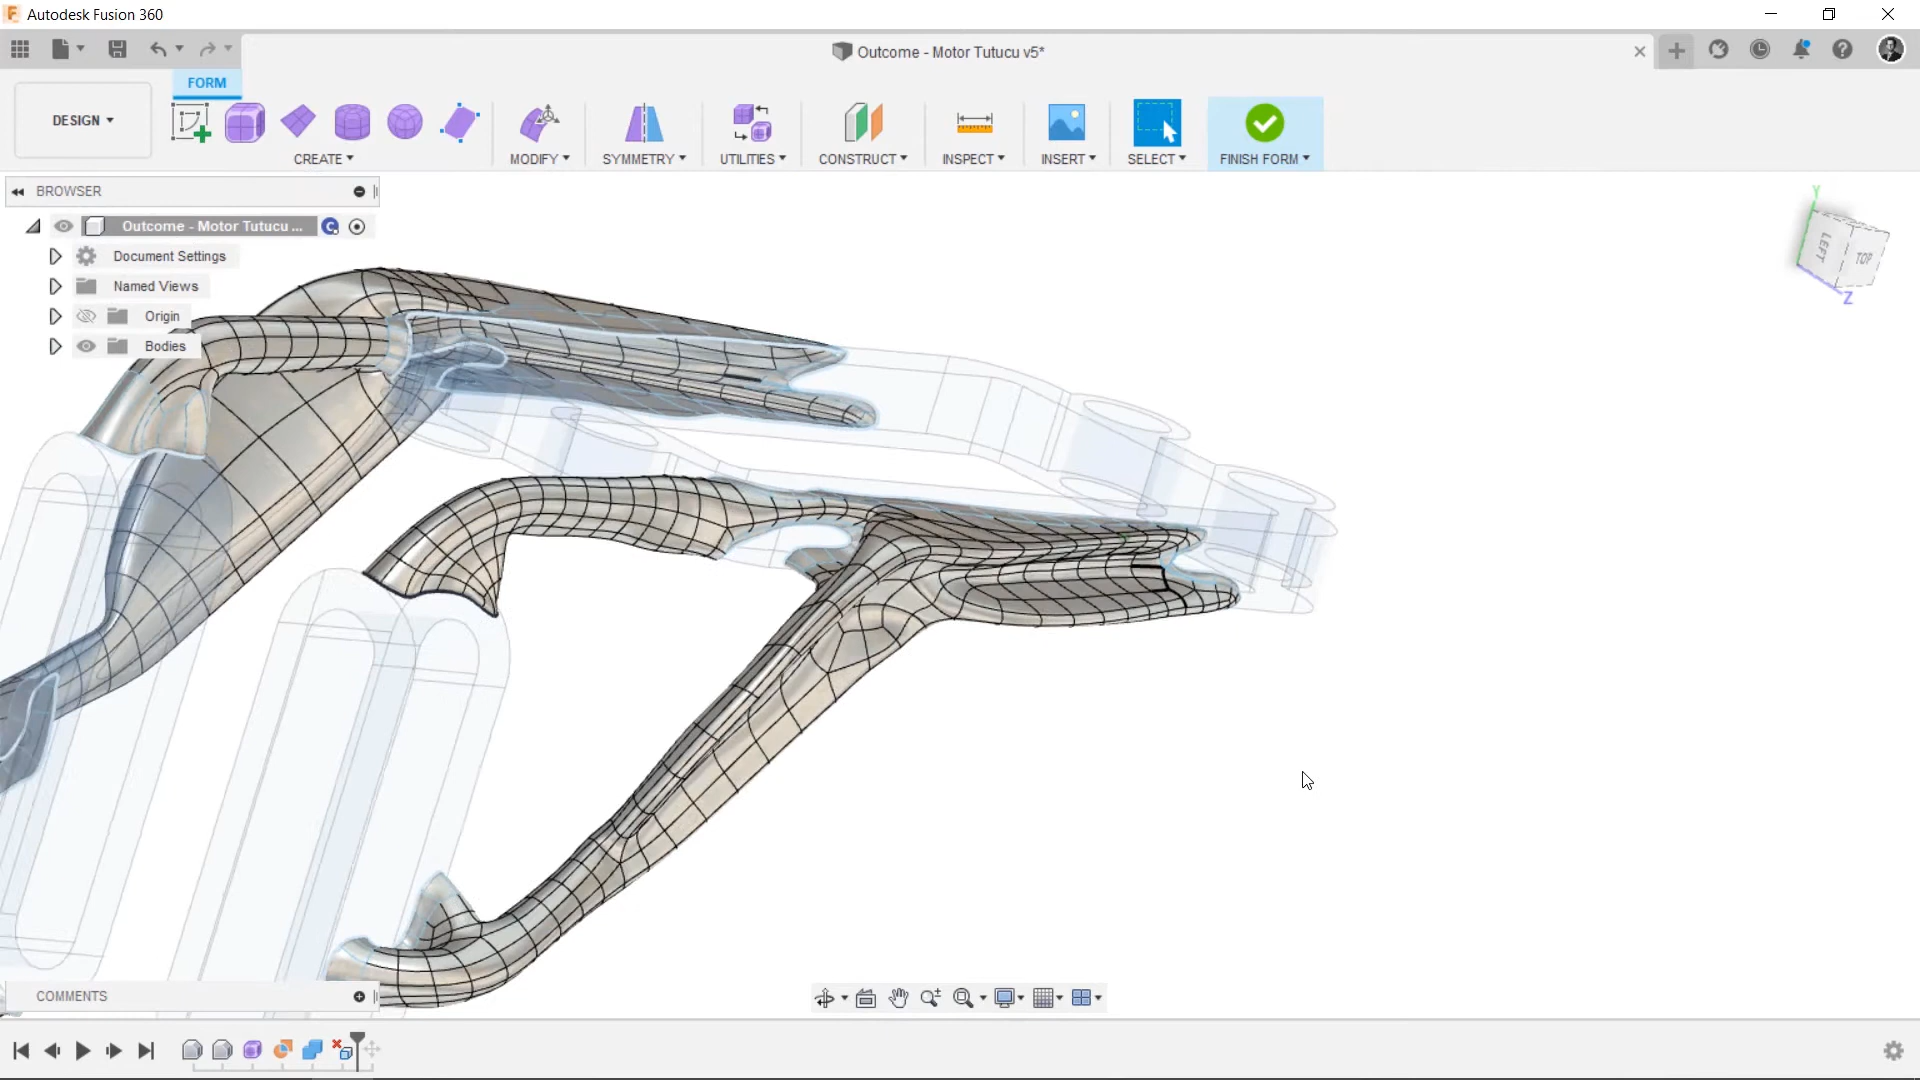 Autodesk Fusion 360
Outcome - Motor Tutucu v5*
FORM
DESIGN
CREATE
MODIFY
SYMMETRY
UTILITIES
CONSTRUCT
INSPECT
INSERT
SELECT
FINISH FORM
BROWSER
Outcome - Motor Tutucu ...
Document Settings
Named Views
Origin
Bodies
Y
LEFT
TOP
Z
COMMENTS